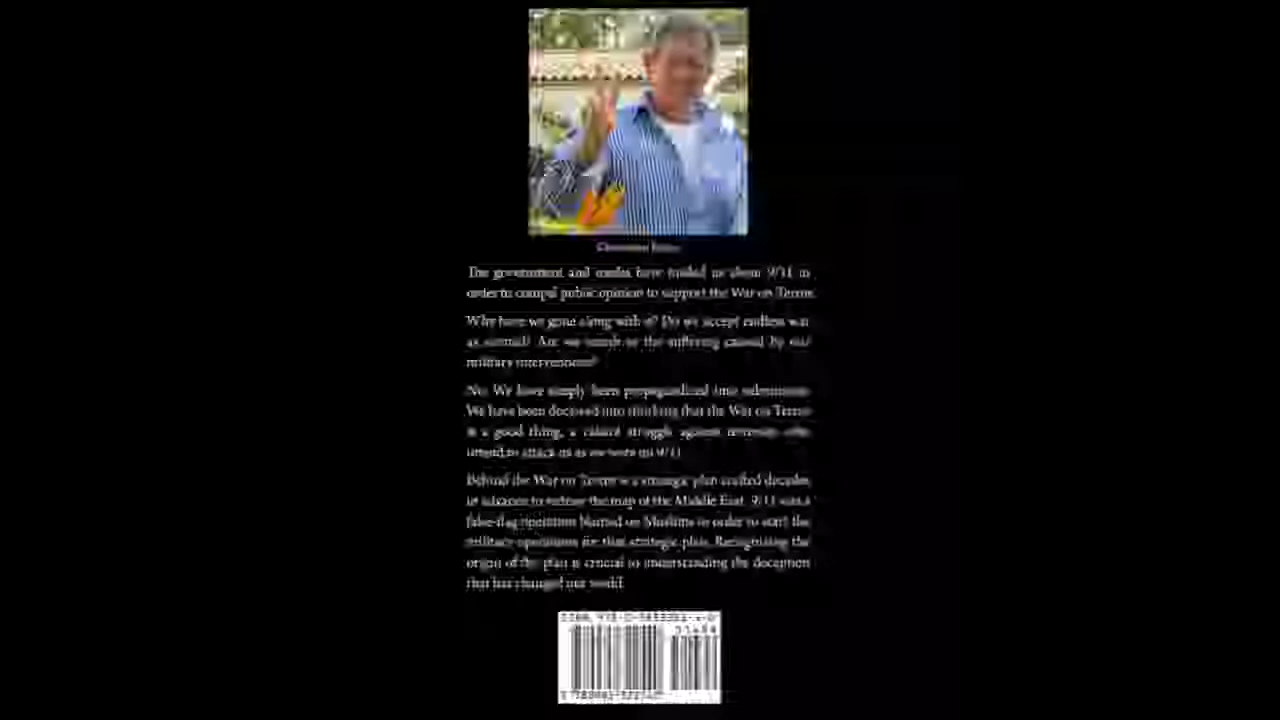 The government and media have fooled us about 9/11 in
order to compel public opinion to support the War on Terror.
Why have we gone along with it? Do we accept endless war
as normal? Are we numb to the suffering caused by our
military interventions?
No. We have simply been propagandized into submission.
We have been deceived into thinking that the War on Terror
is a good thing, a valiant struggle against terrorists who
intend to attack us as we were on 9/11.
Behind the War on Terror is a strategic plan crafted decades
in advance to redraw the map of the Middle East. 9/11 was a
false-flag operation blamed on Muslims in order to start the
military operations for that strategic plan. Recognizing the
origin of the plan is crucial to understanding the deception
that has changed our world.